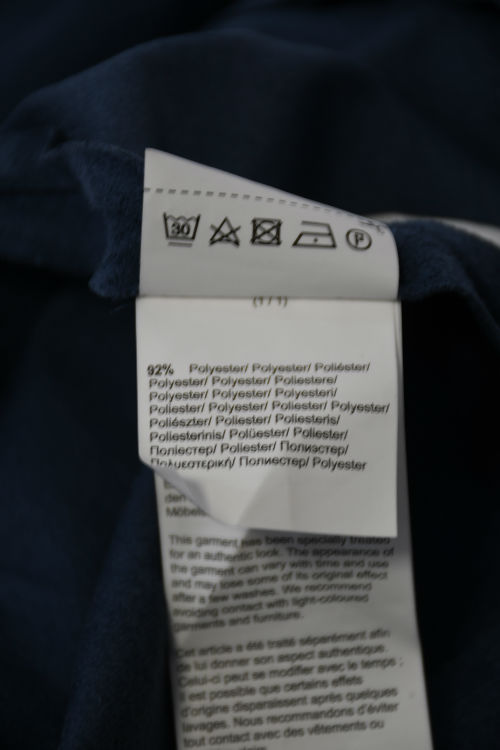 30 P
(1/1)
92% Polyester/ Polyester/ Poliéster/
Polyester/ Polyester/ Poliestere/
Polyester/ Polyester/ Polyesteri/
Poliester/ Polyester/ Poliester/ Polyester/
Poliészter/ Poliester/ Poliesteris/
Poliesterinis/ Polüester/ Poliester/
Поліестер/ Poliester/ Полиэстер/
Πολυεστερική/ Полиестер/ Polyester
den
Möbels
This garment has been specially treated
for an authentic look. The appearance of
the garment can vary with time and use
and may lose some of its original effect
after a few washes. We recommend
avoiding contact with light-coloured
garments and furniture.
Cet article a été traité séparément afin
de lui donner son aspect authentique.
Celui-ci peut se modifier avec le temps ;
il est possible que certains effets
d'origine disparaissent après quelques
lavages. Nous recommandons d'éviter
tout contact avec des vêtements ou